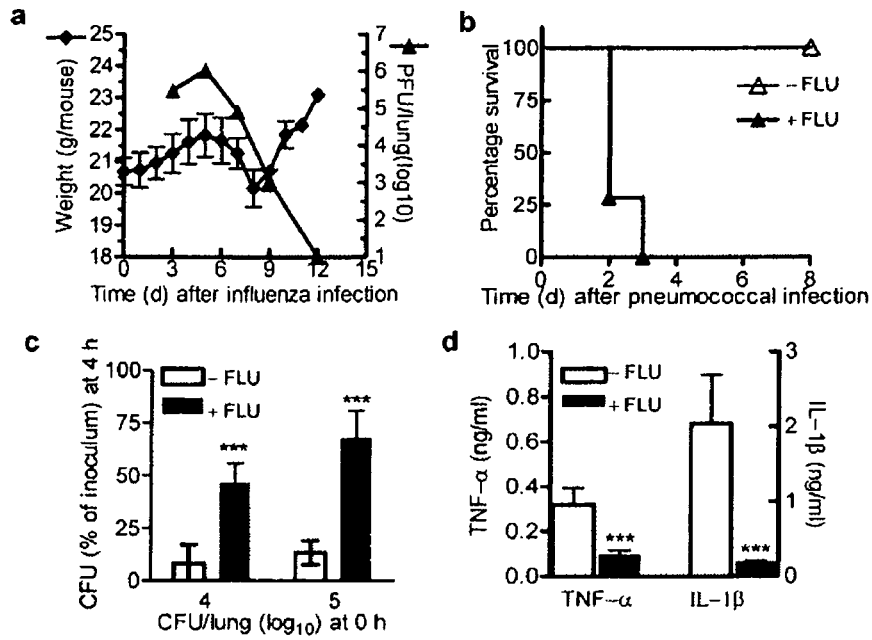 a
Weight (g/mouse)
25
24
23
22
21
20
19
18
0 3 6 9 12 15
Time (d) after influenza infection
7
6
5
4
3
2
1
PFU/lung(log10)
b
Percentage survival
100
75
50
25
0
0 2 4 6 8
Time (d) after pneumococcal infection
– FLU
+ FLU
c
CFU (% of inoculum) at 4 h
100
75
50
25
0
– FLU
+ FLU
***
***
4 5
CFU/lung (log10) at 0 h
d
TNF–α (ng/ml)
1.0
0.8
0.6
0.4
0.2
0.0
– FLU
+ FLU
***
***
TNF–α IL–1β
3
2
1
0
IL–1β (ng/ml)